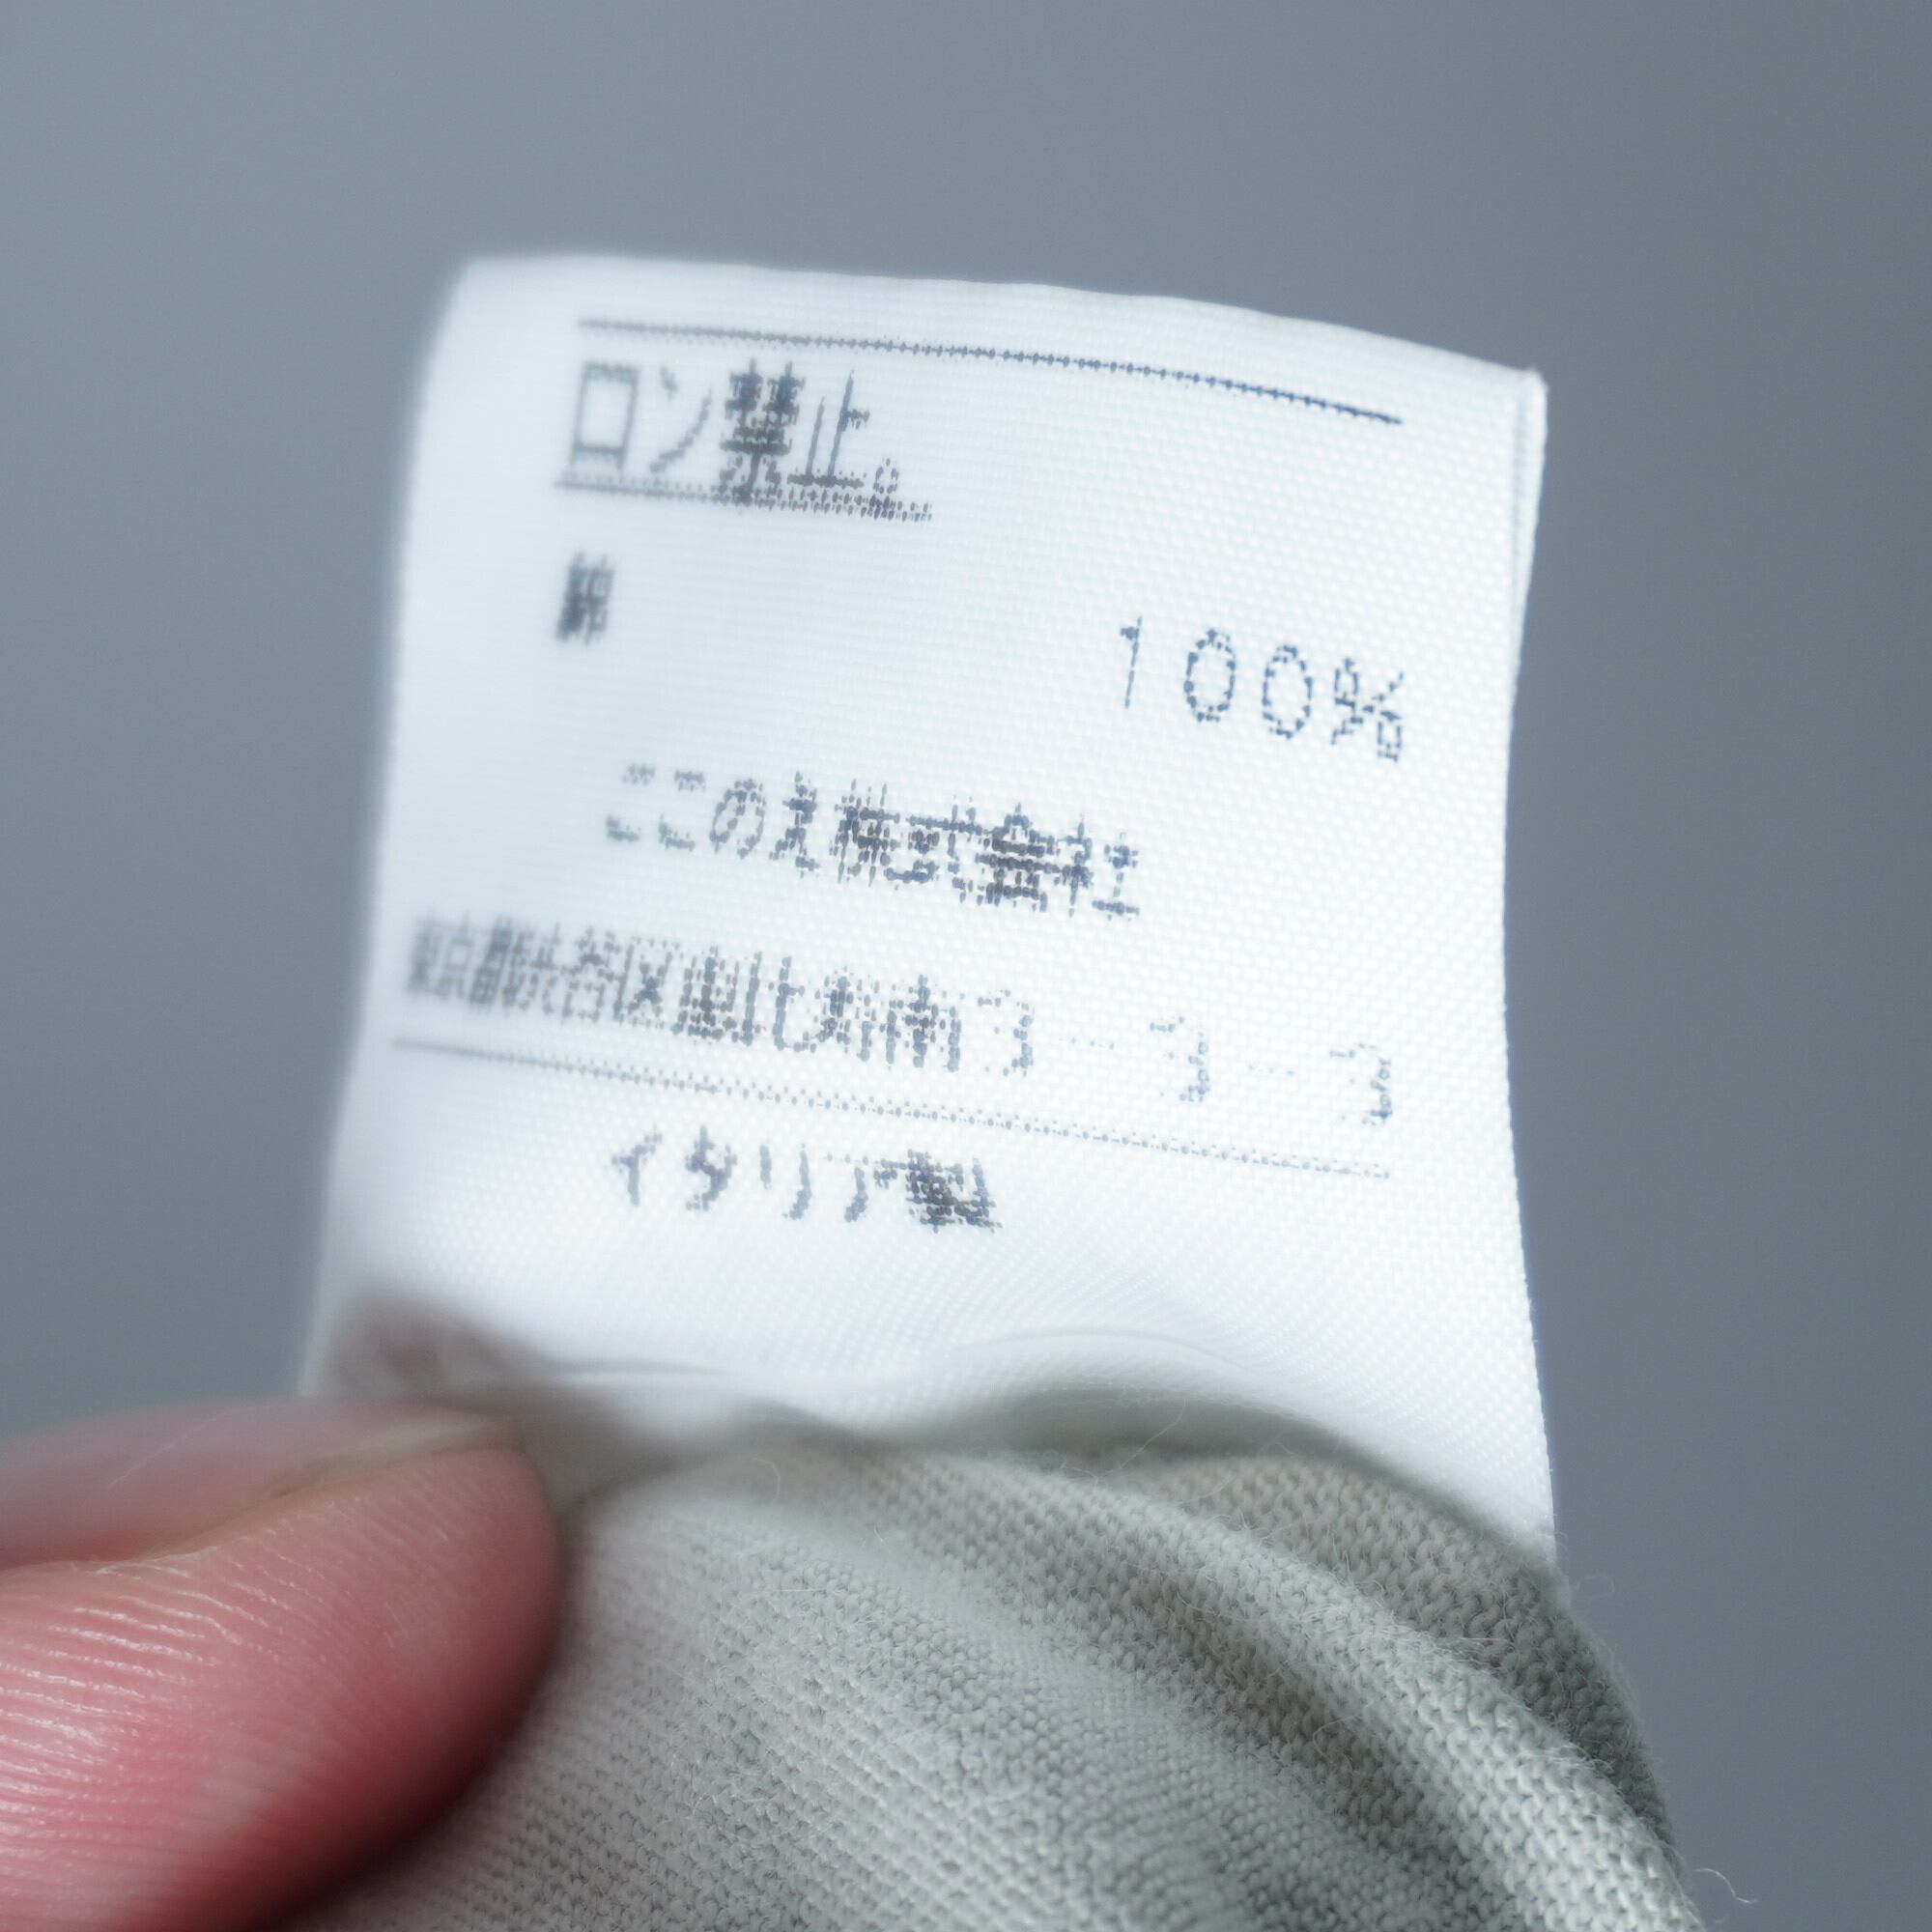 ロン禁止。
綿 100%
ここのえ株式会社
東京都渋谷区恵比寿南3-3-3
イタリア製